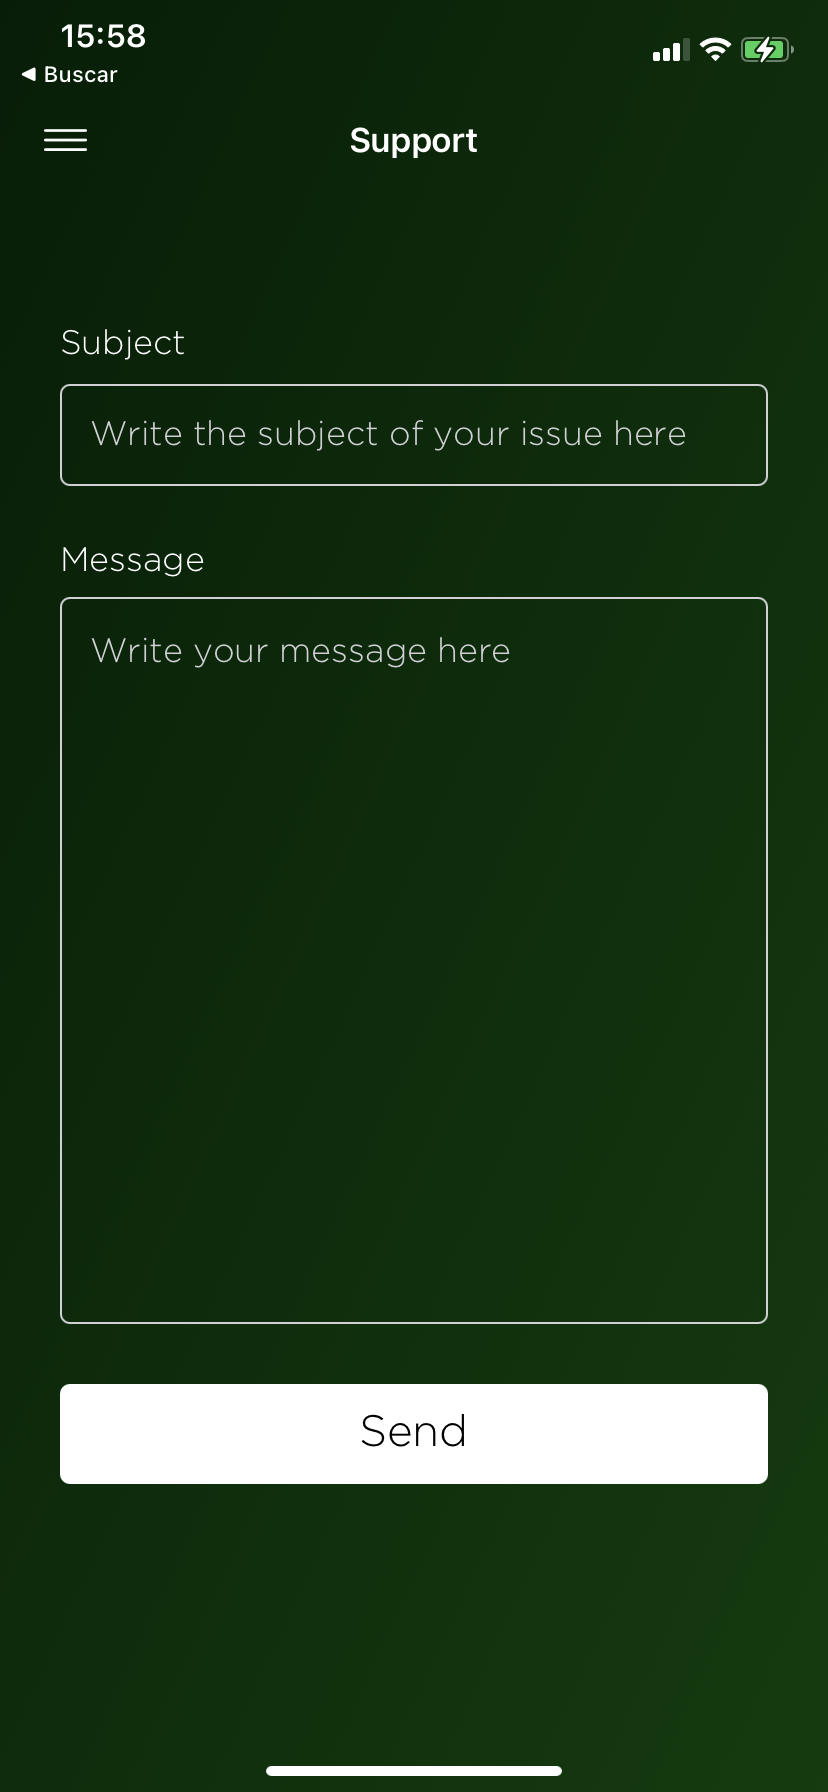 15:58
◀ Buscar
Support
Subject
Write the subject of your issue here
Message
Write your message here
Send